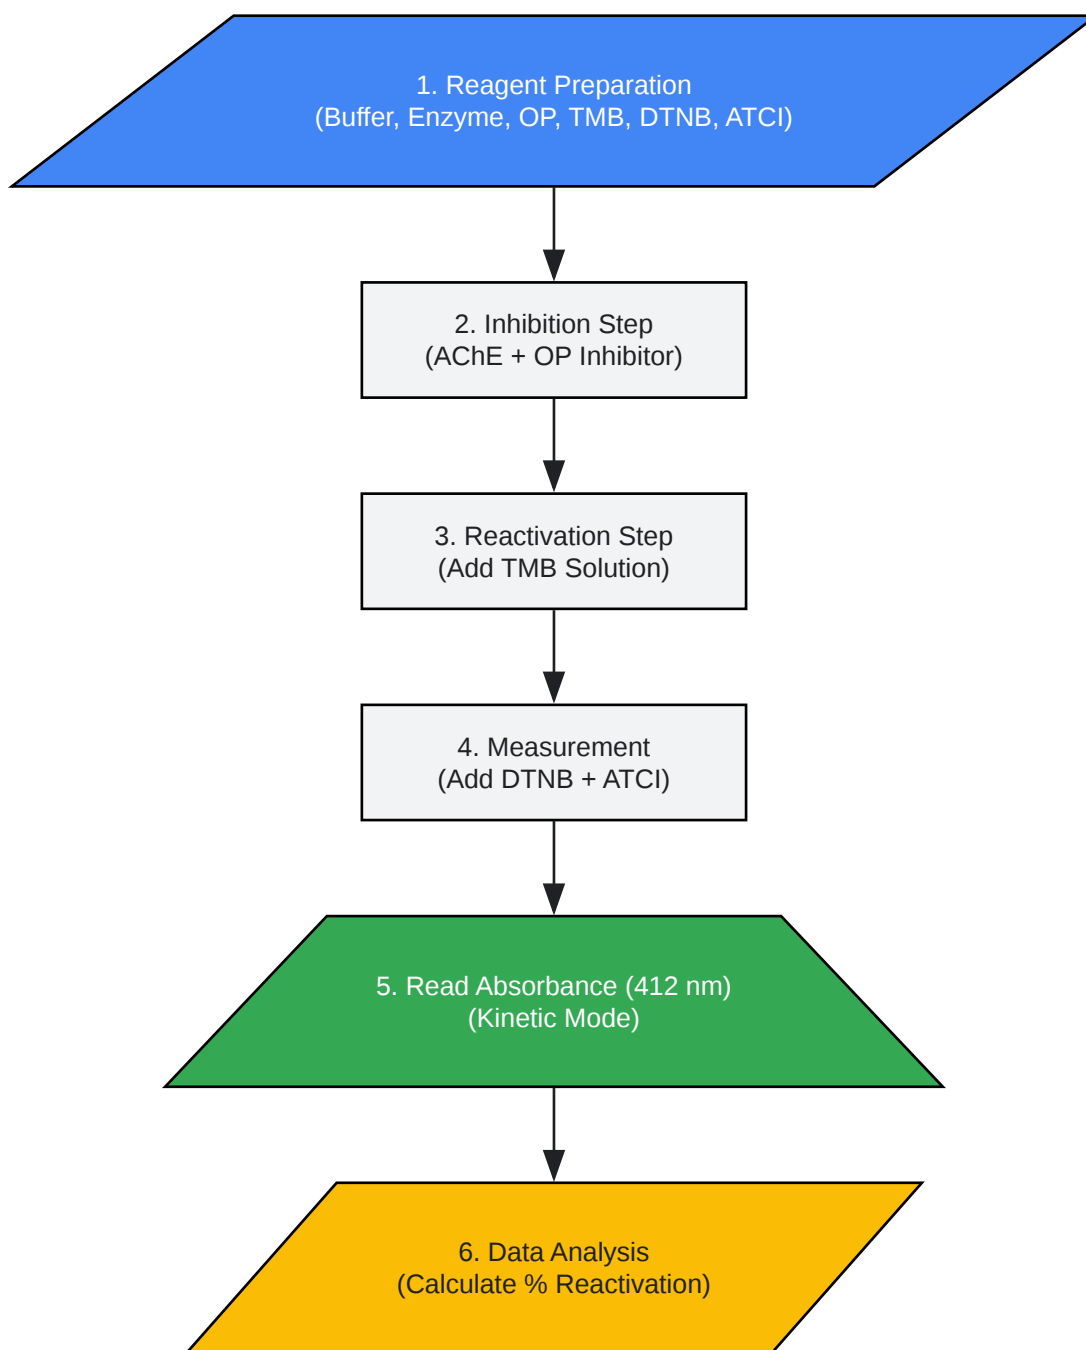 1. Reagent Preparation
(Buffer, Enzyme, OP, TMB, DTNB, ATCI)
2. Inhibition Step
(AChE + OP Inhibitor)
3. Reactivation Step
(Add TMB Solution)
4. Measurement
(Add DTNB + ATCI)
5. Read Absorbance (412 nm)
(Kinetic Mode)
6. Data Analysis
(Calculate % Reactivation)